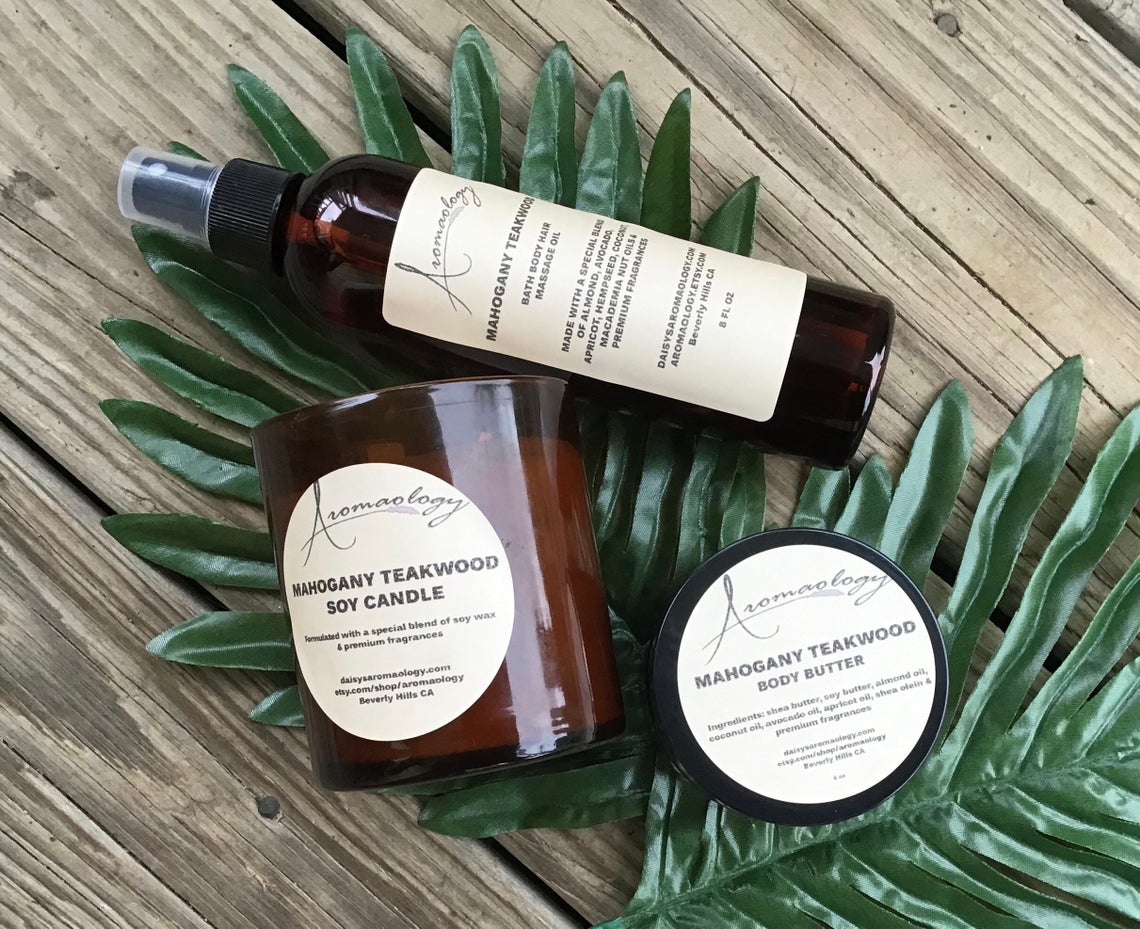 Aromaology
MAHOGANY TEAKWOOD
BATH BODY HAIR
MASSAGE OIL
MADE WITH A SPECIAL BLEND
OF ALMOND, AVOCADO,
APRICOT, HEMPSEED, COCONUT,
MACADEMIA NUT OILS &
PREMIUM FRAGRANCES
DAISYSAROMAOLOGY.COM
AROMAOLOGY.ETSY.COM
Beverly Hills CA
8 FL OZ
Aromaology
MAHOGANY TEAKWOOD
SOY CANDLE
Formulated with a special blend of soy wax
& premium fragrances
daisysaromaology.com
etsy.com/shop/aromaology
Beverly Hills CA
Aromaology
MAHOGANY TEAKWOOD
BODY BUTTER
Ingredients: shea butter, soy butter, almond oil,
coconut oil, avocado oil, apricot oil, shea olein &
premium fragrances
daisysaromaology.com
etsy.com/shop/aromaology
Beverly Hills CA
oz